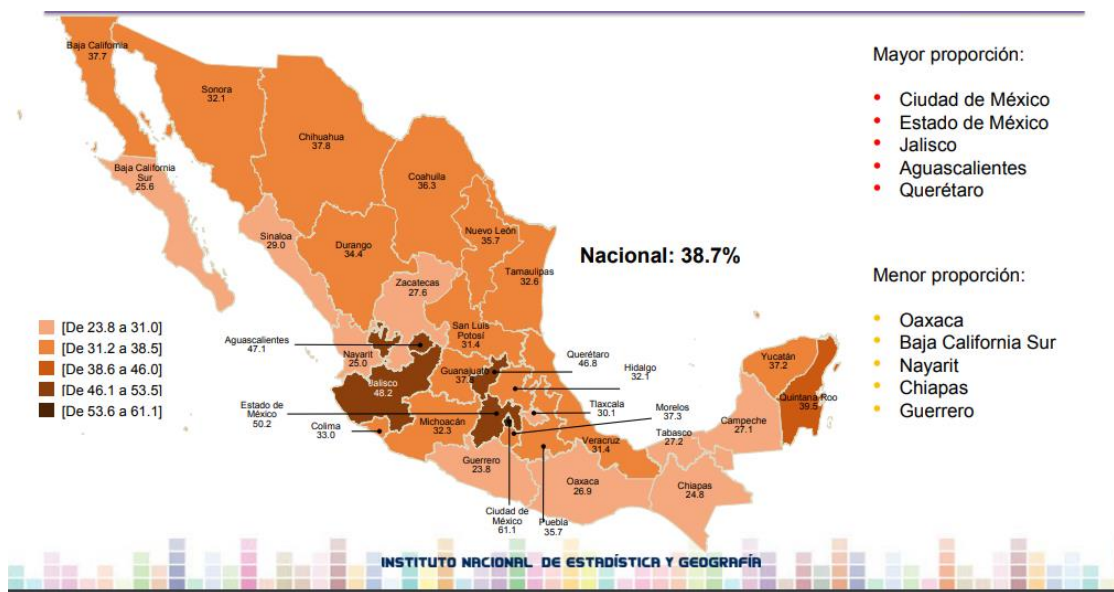 Baja California
37.7
Sonora
32.1
Chihuahua
37.8
Baja California
Sur
25.6
Coahuila
36.3
Sinaloa
29.0
Durango
34.4
Nuevo León
35.7
Tamaulipas
32.6
Zacatecas
27.6
San Luis
Potosí
31.4
Nacional: 38.7%
Mayor proporción:
• Ciudad de México
• Estado de México
• Jalisco
• Aguascalientes
• Querétaro
Menor proporción:
• Oaxaca
• Baja California Sur
• Nayarit
• Chiapas
• Guerrero
[De 23.8 a 31.0]
[De 31.2 a 38.5]
[De 38.6 a 46.0]
[De 46.1 a 53.5]
[De 53.6 a 61.1]
Aguascalientes
47.1
Nayarit
25.0
Jalisco
48.2
Guanajuato
37.8
Querétaro
46.8
Hidalgo
32.1
Estado de
México
50.2
Colima
33.0
Michoacán
32.3
Tlaxcala
30.1
Morelos
37.3
Guerrero
23.8
Ciudad de
México
61.1
Puebla
35.7
Veracruz
31.4
Oaxaca
26.9
Tabasco
27.2
Chiapas
24.8
Campeche
27.1
Yucatán
37.2
Quintana Roo
39.5
INSTITUTO NACIONAL DE ESTADÍSTICA Y GEOGRAFÍA